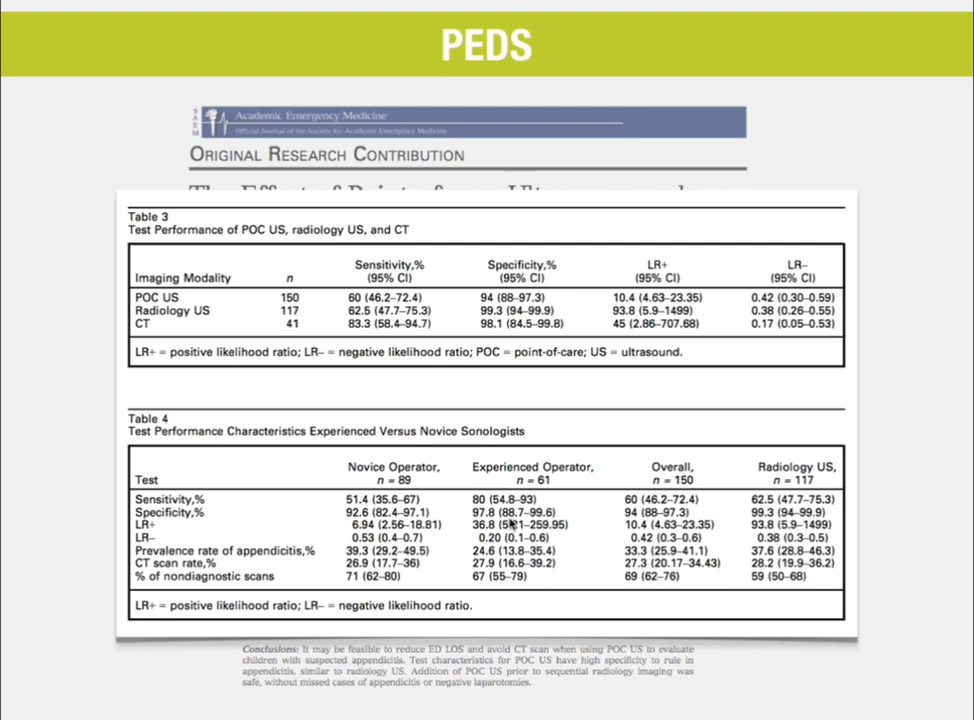 PEDS
SAEM
Academic Emergency Medicine
Official Journal of the Society for Academic Emergency Medicine
ORIGINAL RESEARCH CONTRIBUTION
Table 3
Test Performance of POC US, radiology US, and CT
Imaging Modality n Sensitivity,% (95% CI) Specificity,% (95% CI) LR+ (95% CI) LR– (95% CI)
POC US 150 60 (46.2–72.4) 94 (88–97.3) 10.4 (4.63–23.35) 0.42 (0.30–0.59)
Radiology US 117 62.5 (47.7–75.3) 99.3 (94–99.9) 93.8 (5.9–1499) 0.38 (0.26–0.55)
CT 41 83.3 (58.4–94.7) 98.1 (84.5–99.8) 45 (2.86–707.68) 0.17 (0.05–0.53)
LR+ = positive likelihood ratio; LR– = negative likelihood ratio; POC = point-of-care; US = ultrasound.
Table 4
Test Performance Characteristics Experienced Versus Novice Sonologists
Test Novice Operator, n = 89 Experienced Operator, n = 61 Overall, n = 150 Radiology US, n = 117
Sensitivity,% 51.4 (35.6–67) 80 (54.8–93) 60 (46.2–72.4) 62.5 (47.7–75.3)
Specificity,% 92.6 (82.4–97.1) 97.8 (88.7–99.6) 94 (88–97.3) 99.3 (94–99.9)
LR+ 6.94 (2.56–18.81) 36.8 10.4 (4.63–23.35) 93.8 (5.9–1499)
LR– 0.53 (0.4–0.7) 0.20 (0.1–0.6) 0.42 (0.3–0.6) 0.38 (0.3–0.5)
Prevalence rate of appendicitis,% 39.3 (29.2–49.5) 24.6 (13.8–35.4) 33.3 (25.9–41.1) 37.6 (28.8–46.3)
CT scan rate,% 26.9 (17.7–36) 27.9 (16.6–39.2) 27.3 (20.17–34.43) 28.2 (19.9–36.2)
% of nondiagnostic scans 71 (62–80) 67 (55–79) 69 (62–76) 59 (50–68)
LR+ = positive likelihood ratio; LR– = negative likelihood ratio.
Conclusions: It may be feasible to reduce ED LOS and avoid CT scan when using POC US to evaluate
children with suspected appendicitis. Test characteristics for POC US have high specificity to rule in
appendicitis, similar to radiology US. Addition of POC US prior to sequential radiology imaging was
safe, without missed cases of appendicitis or negative laparotomies.